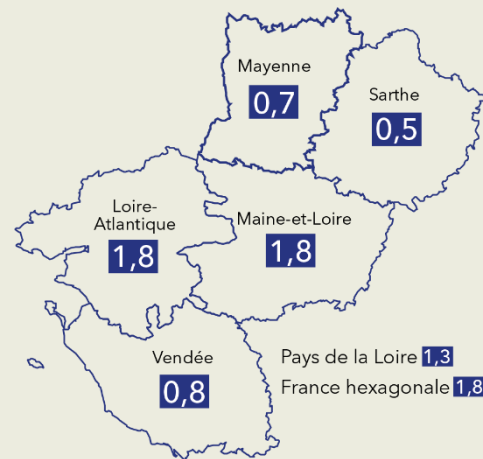 Mayenne
0,7
Sarthe
0,5
Loire-
Atlantique
1,8
Maine-et-Loire
1,8
Vendée
0,8
Pays de la Loire 1,3
France hexagonale 1,8